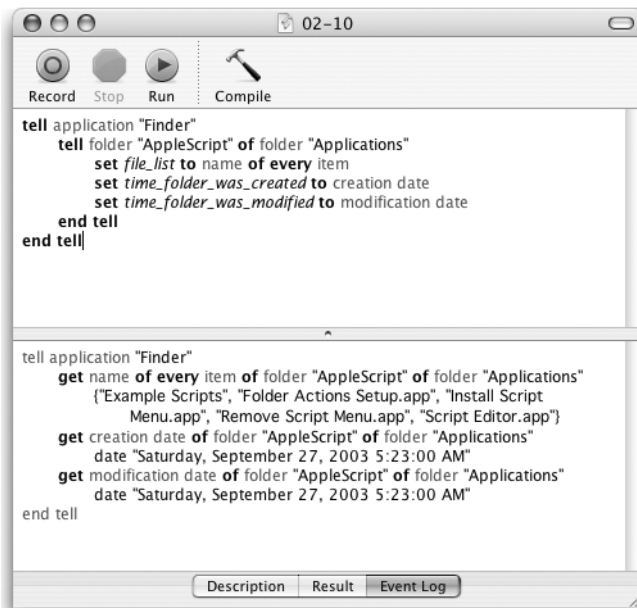 02-10
Record Stop Run Compile
tell application "Finder"
tell folder "AppleScript" of folder "Applications"
set file_list to name of every item
set time_folder_was_created to creation date
set time_folder_was_modified to modification date
end tell
end tell
tell application "Finder"
get name of every item of folder "AppleScript" of folder "Applications"
{"Example Scripts", "Folder Actions Setup.app", "Install Script
Menu.app", "Remove Script Menu.app", "Script Editor.app"}
get creation date of folder "AppleScript" of folder "Applications"
date "Saturday, September 27, 2003 5:23:00 AM"
get modification date of folder "AppleScript" of folder "Applications"
date "Saturday, September 27, 2003 5:23:00 AM"
end tell
Description Result Event Log